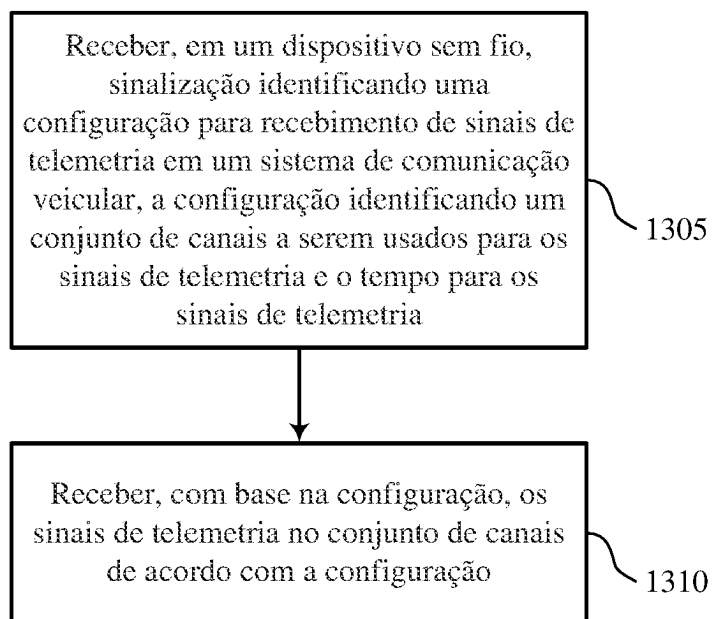 Receber, em um dispositivo sem fio,
sinalização identificando uma
configuração para recebimento de sinais de
telemetria em um sistema de comunicação
veicular, a configuração identificando um
conjunto de canais a serem usados para os
sinais de telemetria e o tempo para os
sinais de telemetria
1305
Receber, com base na configuração, os
sinais de telemetria no conjunto de canais
de acordo com a configuração
1310